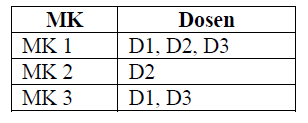 MK Dosen
MK 1 D1, D2, D3
MK 2 D2
MK 3 D1, D3